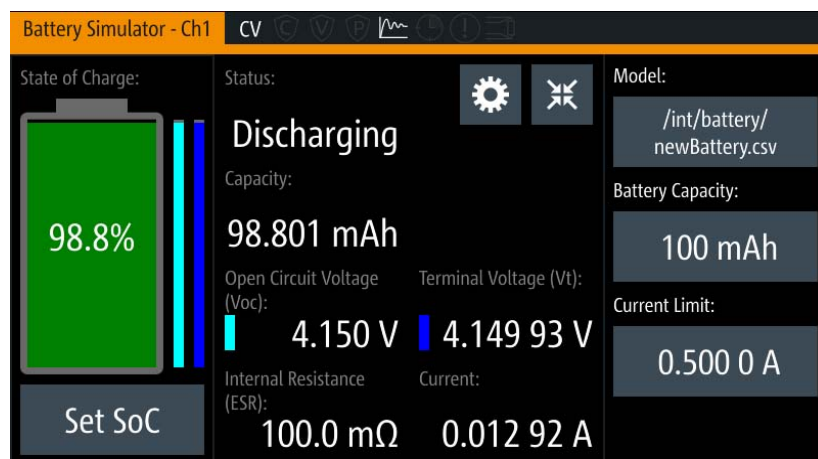 Battery Simulator - Ch1
CV
C V P
State of Charge:
98.8%
Set SoC
Status:
Discharging
Capacity:
98.801 mAh
Open Circuit Voltage
(Voc):
4.150 V
Terminal Voltage (Vt):
4.149 93 V
Internal Resistance
(ESR):
100.0 mΩ
Current:
0.012 92 A
Model:
/int/battery/
newBattery.csv
Battery Capacity:
100 mAh
Current Limit:
0.500 0 A